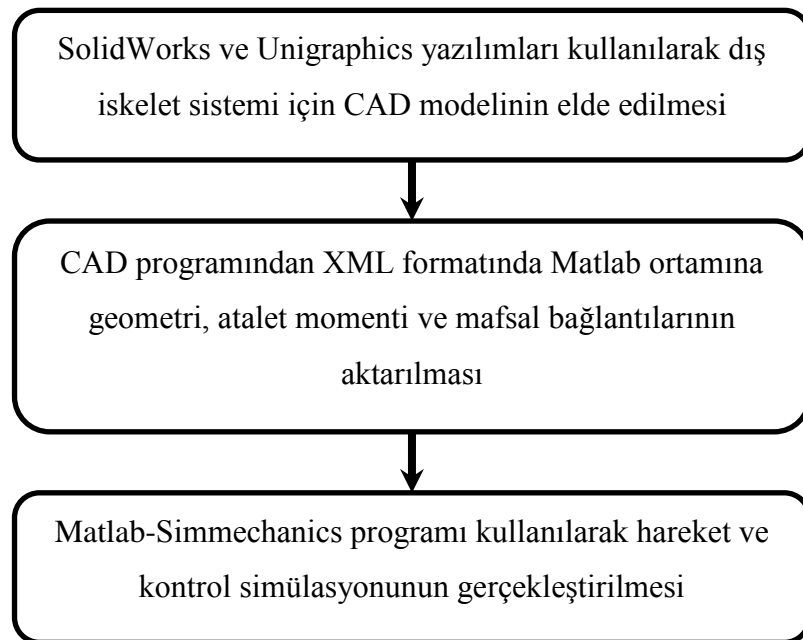 SolidWorks ve Unigraphics yazılımları kullanılarak dış
iskelet sistemi için CAD modelinin elde edilmesi
CAD programından XML formatında Matlab ortamına
geometri, atalet momenti ve mafsal bağlantılarının
aktarılması
Matlab-Simmechanics programı kullanılarak hareket ve
kontrol simülasyonunun gerçekleştirilmesi